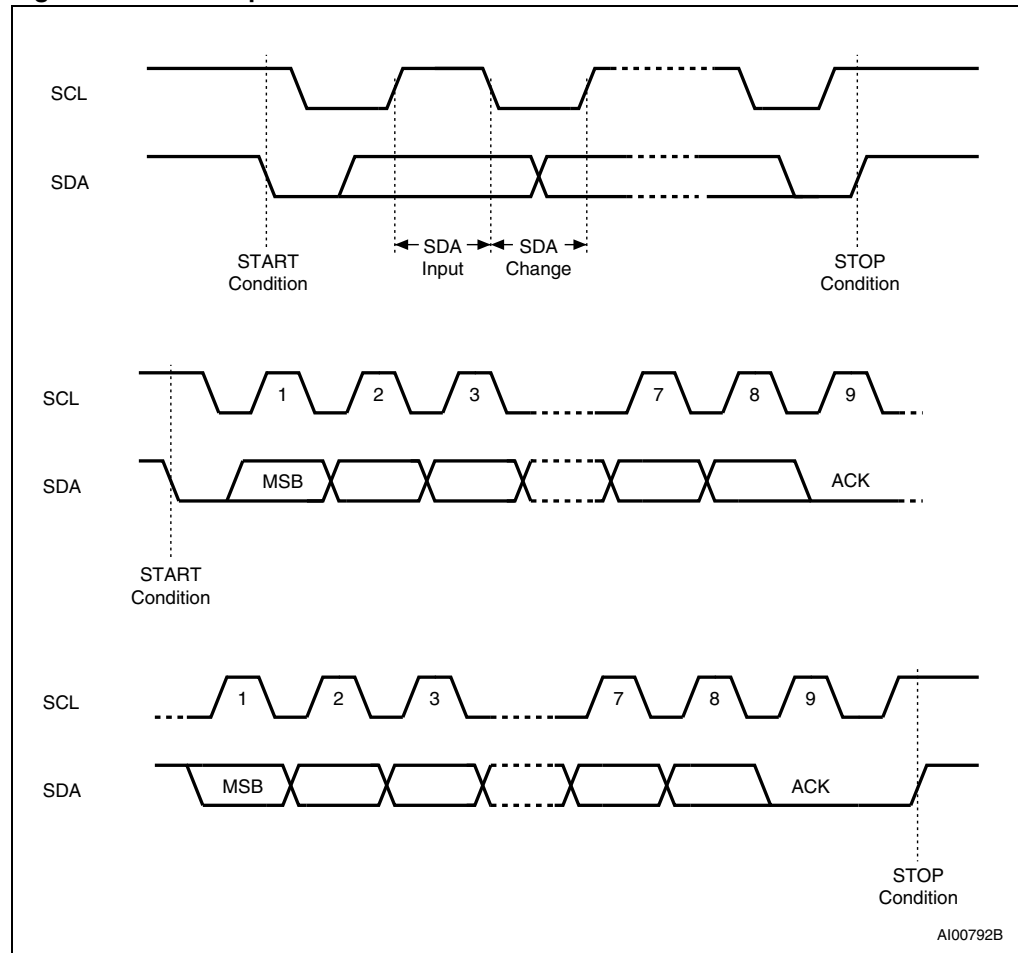 SCL
SDA
START
Condition
SDA
Input
SDA
Change
STOP
Condition
SCL
1 2 3 7 8 9
SDA
MSB
ACK
START
Condition
SCL
1 2 3 7 8 9
SDA
MSB
ACK
STOP
Condition
AI00792B